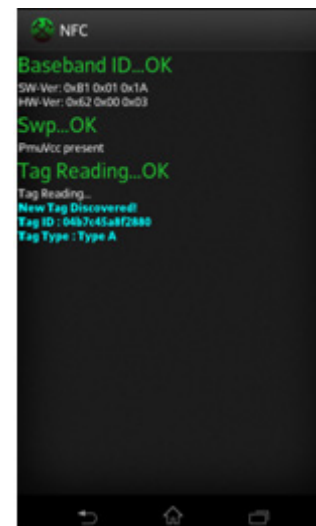 NFC
Baseband ID...OK
SW-Ver: 0xB1 0x01 0x1A
HW-Ver: 0x62 0x00 0x03
Swp...OK
PmuVcc present
Tag Reading...OK
Tag Reading...
New Tag Discovered!
Tag ID : 04b7c45a8f2880
Tag Type : Type A